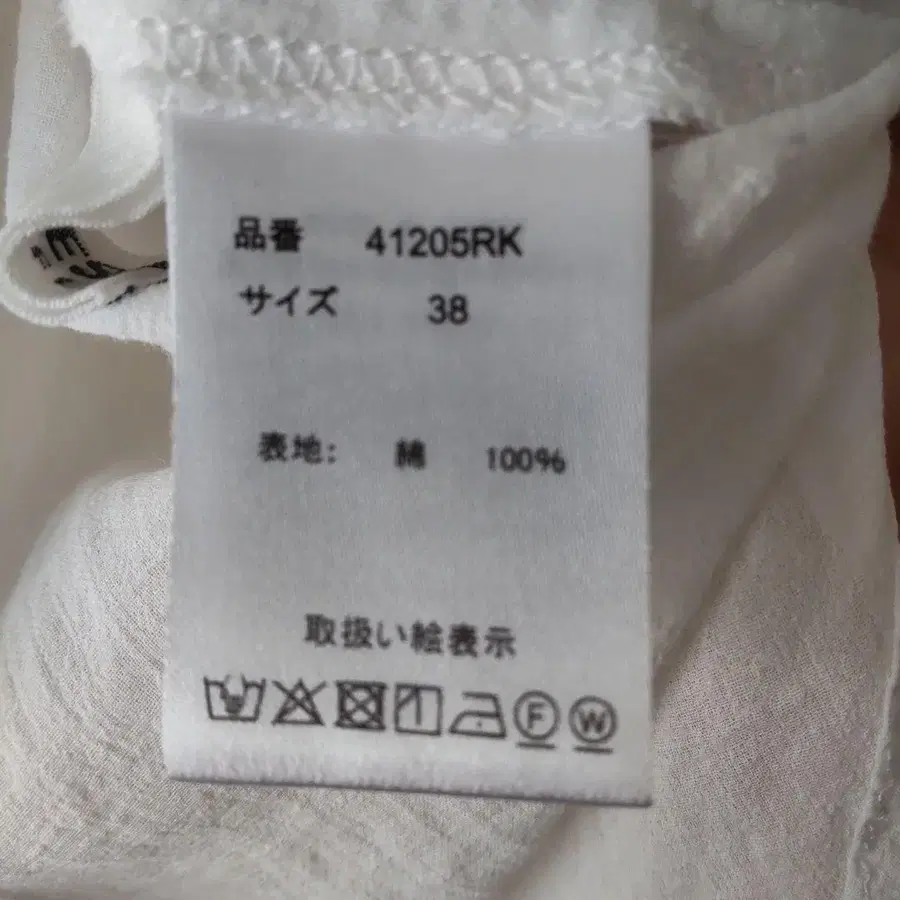 品番 41205RK
サイズ 38
表地: 綿 100%
取扱い絵表示
F W